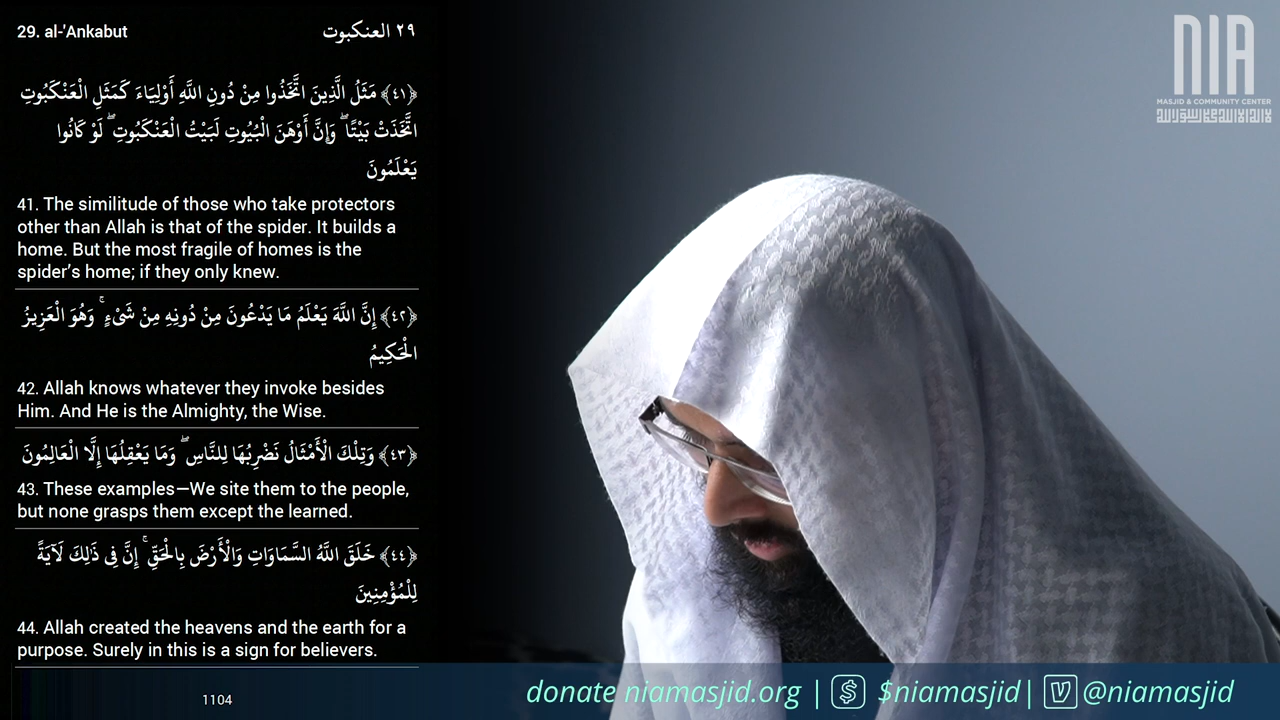 29. al-'Ankabut
٢٩ العنكبوت
﴿٤١﴾ مَثَلُ الَّذِينَ اتَّخَذُوا مِنْ دُونِ اللَّهِ أَوْلِيَاءَ كَمَثَلِ الْعَنْكَبُوتِ
اتَّخَذَتْ بَيْتًا ۖ وَإِنَّ أَوْهَنَ الْبُيُوتِ لَبَيْتُ الْعَنْكَبُوتِ ۖ لَوْ كَانُوا
يَعْلَمُونَ
41. The similitude of those who take protectors
other than Allah is that of the spider. It builds a
home. But the most fragile of homes is the
spider’s home; if they only knew.
﴿٤٢﴾ إِنَّ اللَّهَ يَعْلَمُ مَا يَدْعُونَ مِنْ دُونِهِ مِنْ شَيْءٍ ۚ وَهُوَ الْعَزِيزُ
الْحَكِيمُ
42. Allah knows whatever they invoke besides
Him. And He is the Almighty, the Wise.
﴿٤٣﴾ وَتِلْكَ الْأَمْثَالُ نَضْرِبُهَا لِلنَّاسِ ۖ وَمَا يَعْقِلُهَا إِلَّا الْعَالِمُونَ
43. These examples—We site them to the people,
but none grasps them except the learned.
﴿٤٤﴾ خَلَقَ اللَّهُ السَّمَاوَاتِ وَالْأَرْضَ بِالْحَقِّ ۚ إِنَّ فِي ذَلِكَ لَآيَةً
لِلْمُؤْمِنِينَ
44. Allah created the heavens and the earth for a
purpose. Surely in this is a sign for believers.
1104
NIA
MASJID & COMMUNITY CENTER
donate niamasjid.org | $ $niamasjid | V @niamasjid